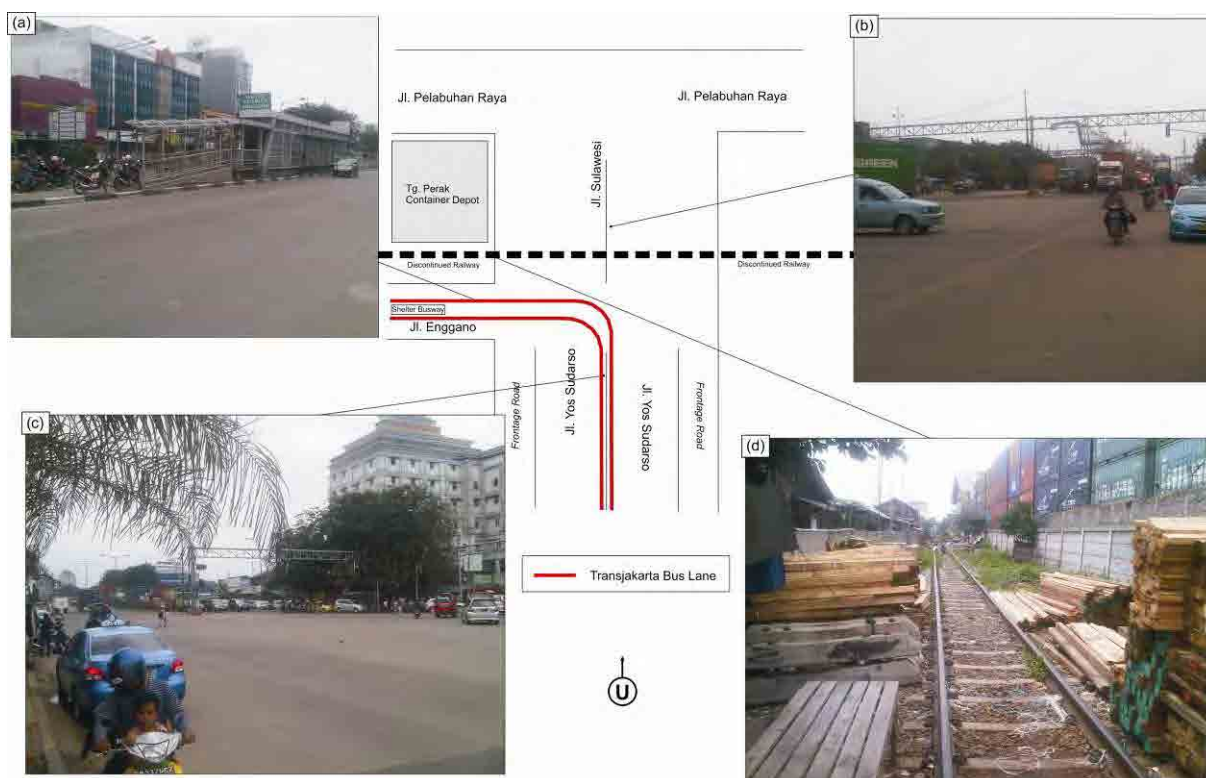 (a)
(b)
Jl. Pelabuhan Raya
Jl. Pelabuhan Raya
Jl. Sulawesi
Tg. Perak
Container Depot
GREEN
Discontinued Railway
Discontinued Railway
Shelter Busway
Jl. Enggano
Frontage Road
Jl. Yos Sudarso
Jl. Yos Sudarso
Frontage Road
(c)
(d)
Transjakarta Bus Lane
U